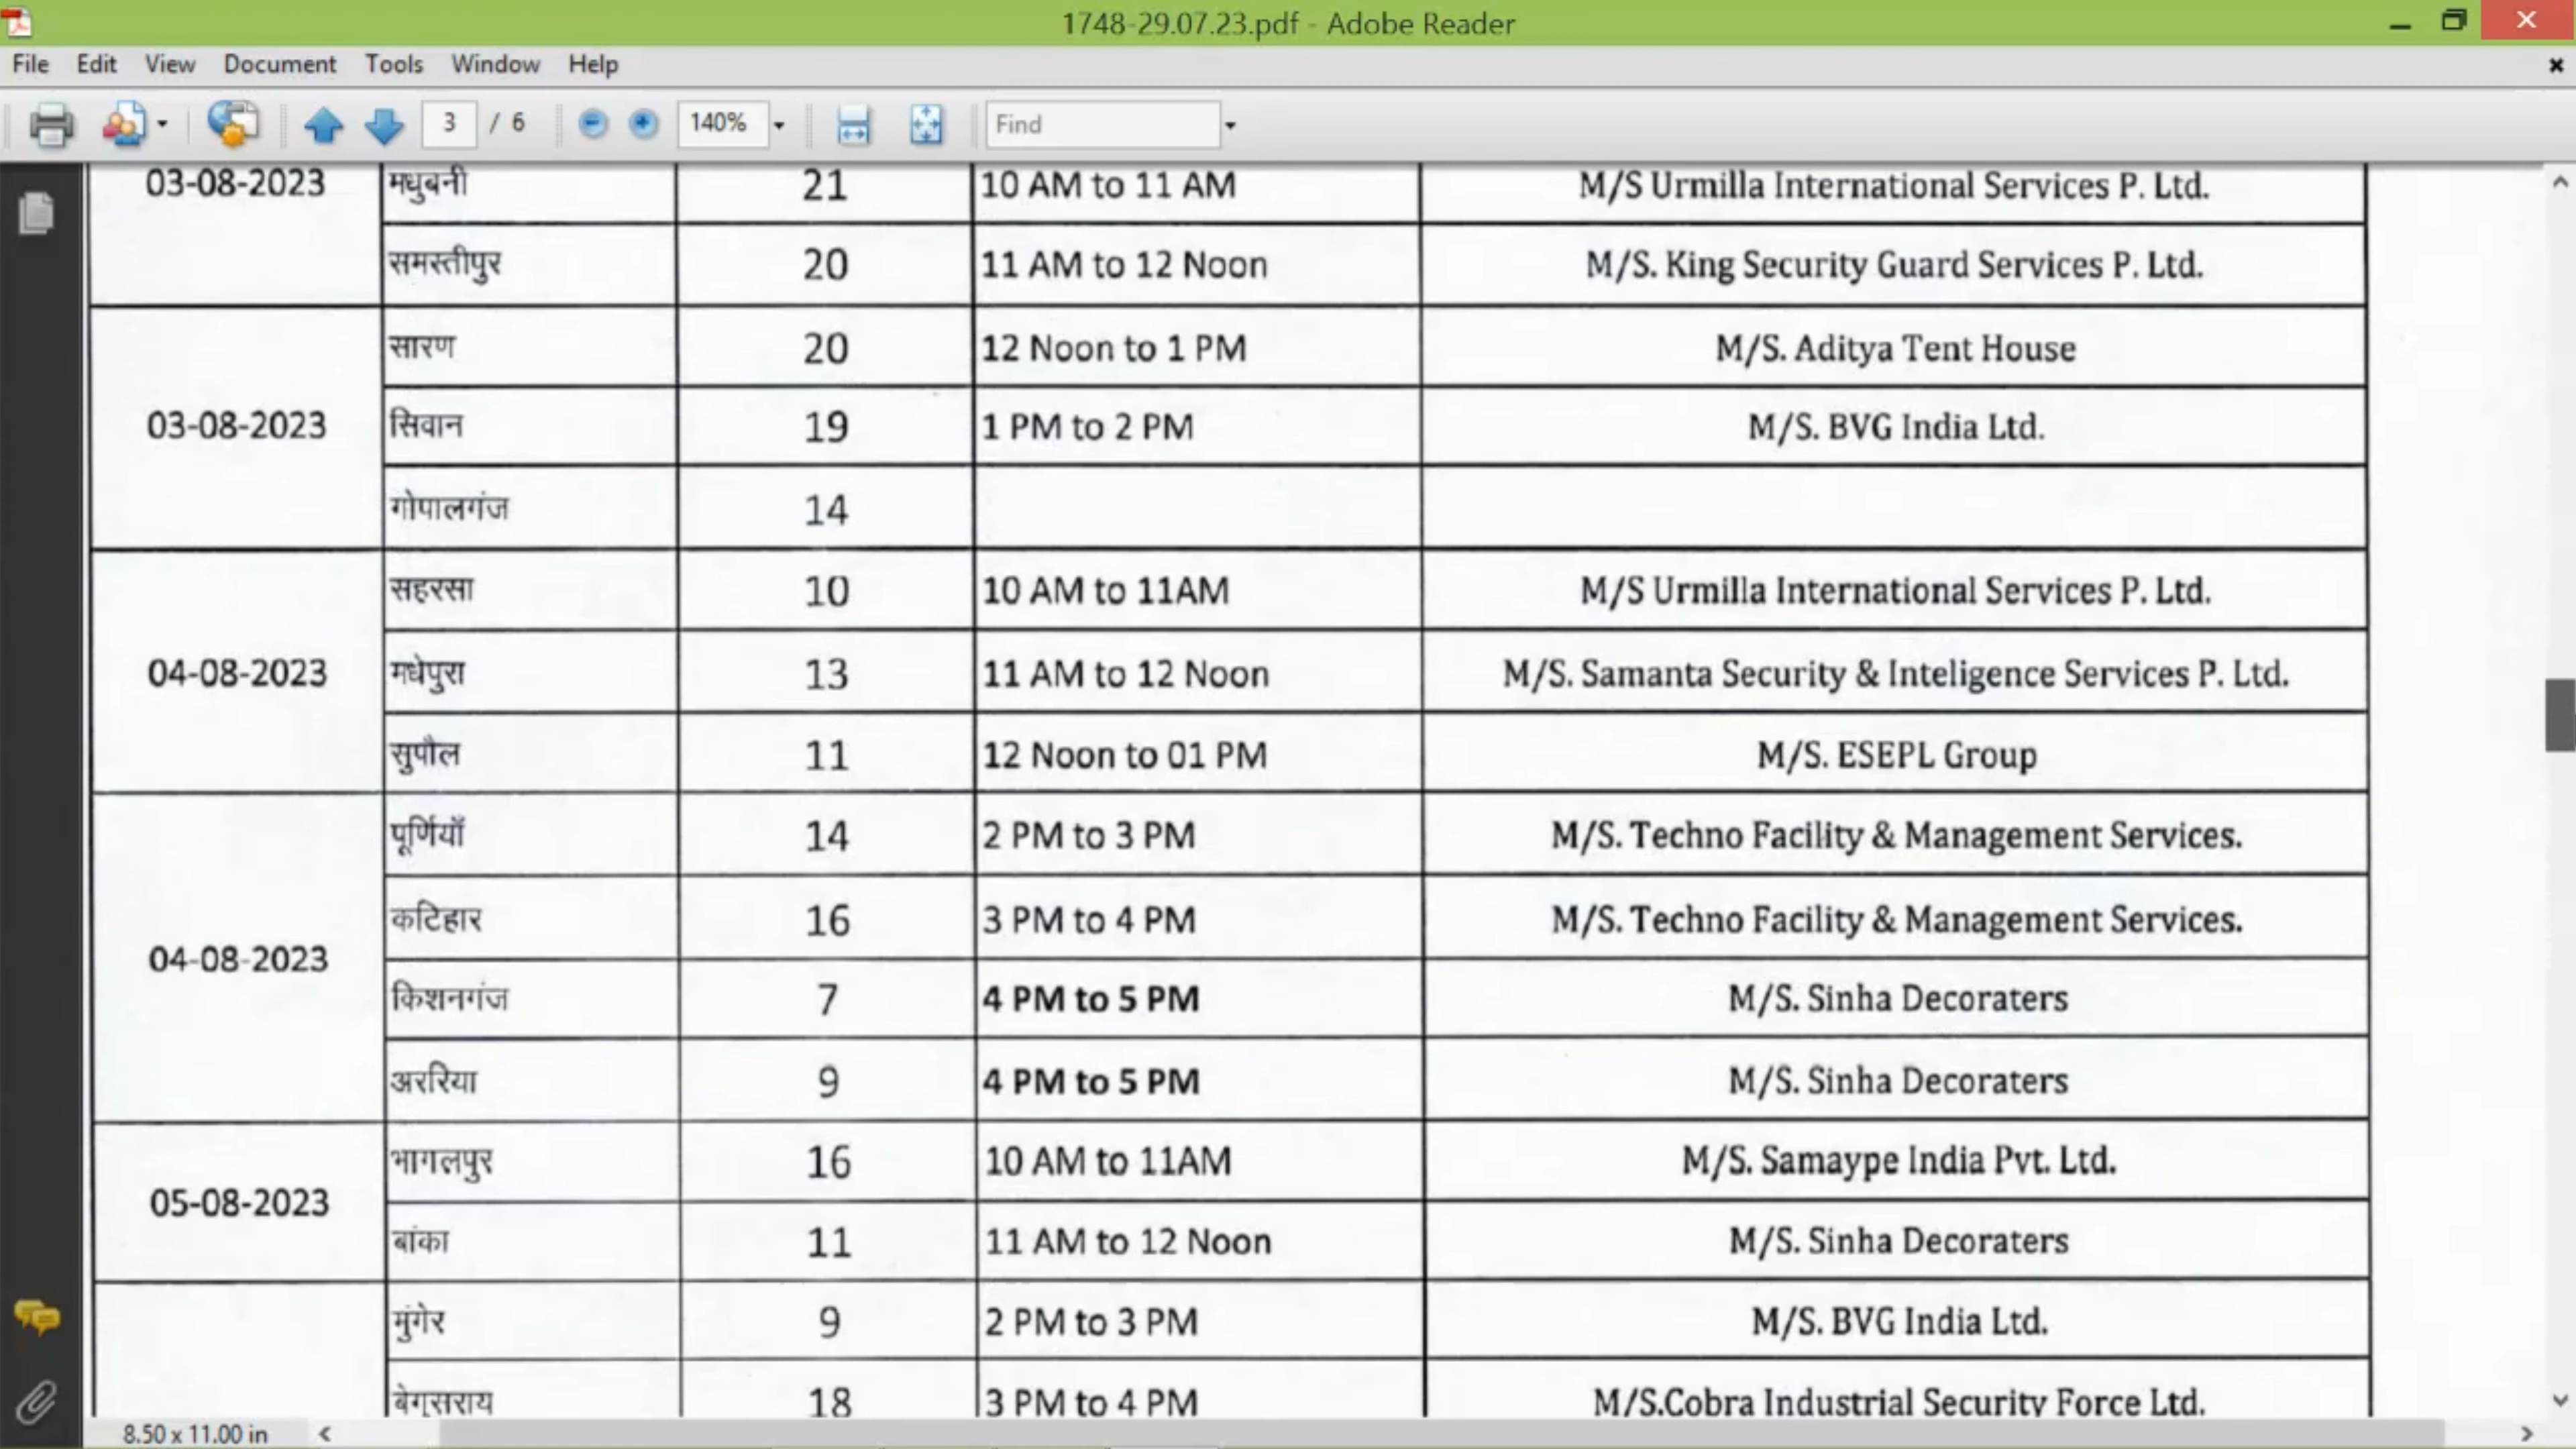 1748-29.07.23.pdf - Adobe Reader
File Edit View Document Tools Window Help
3 / 6 140% Find
03-08-2023 मधुबनी 21 10 AM to 11 AM M/S Urmilla International Services P. Ltd.
समस्तीपुर 20 11 AM to 12 Noon M/S. King Security Guard Services P. Ltd.
सारण 20 12 Noon to 1 PM M/S. Aditya Tent House
03-08-2023 सिवान 19 1 PM to 2 PM M/S. BVG India Ltd.
गोपालगंज 14
सहरसा 10 10 AM to 11AM M/S Urmilla International Services P. Ltd.
04-08-2023 मधेपुरा 13 11 AM to 12 Noon M/S. Samanta Security & Inteligence Services P. Ltd.
सुपौल 11 12 Noon to 01 PM M/S. ESEPL Group
पूर्णियाँ 14 2 PM to 3 PM M/S. Techno Facility & Management Services.
कटिहार 16 3 PM to 4 PM M/S. Techno Facility & Management Services.
04-08-2023
किशनगंज 7 4 PM to 5 PM M/S. Sinha Decoraters
अररिया 9 4 PM to 5 PM M/S. Sinha Decoraters
भागलपुर 16 10 AM to 11AM M/S. Samaype India Pvt. Ltd.
05-08-2023
बांका 11 11 AM to 12 Noon M/S. Sinha Decoraters
मुंगेर 9 2 PM to 3 PM M/S. BVG India Ltd.
बेगुसराय 18 3 PM to 4 PM M/S.Cobra Industrial Security Force Ltd.
8.50 x 11.00 in